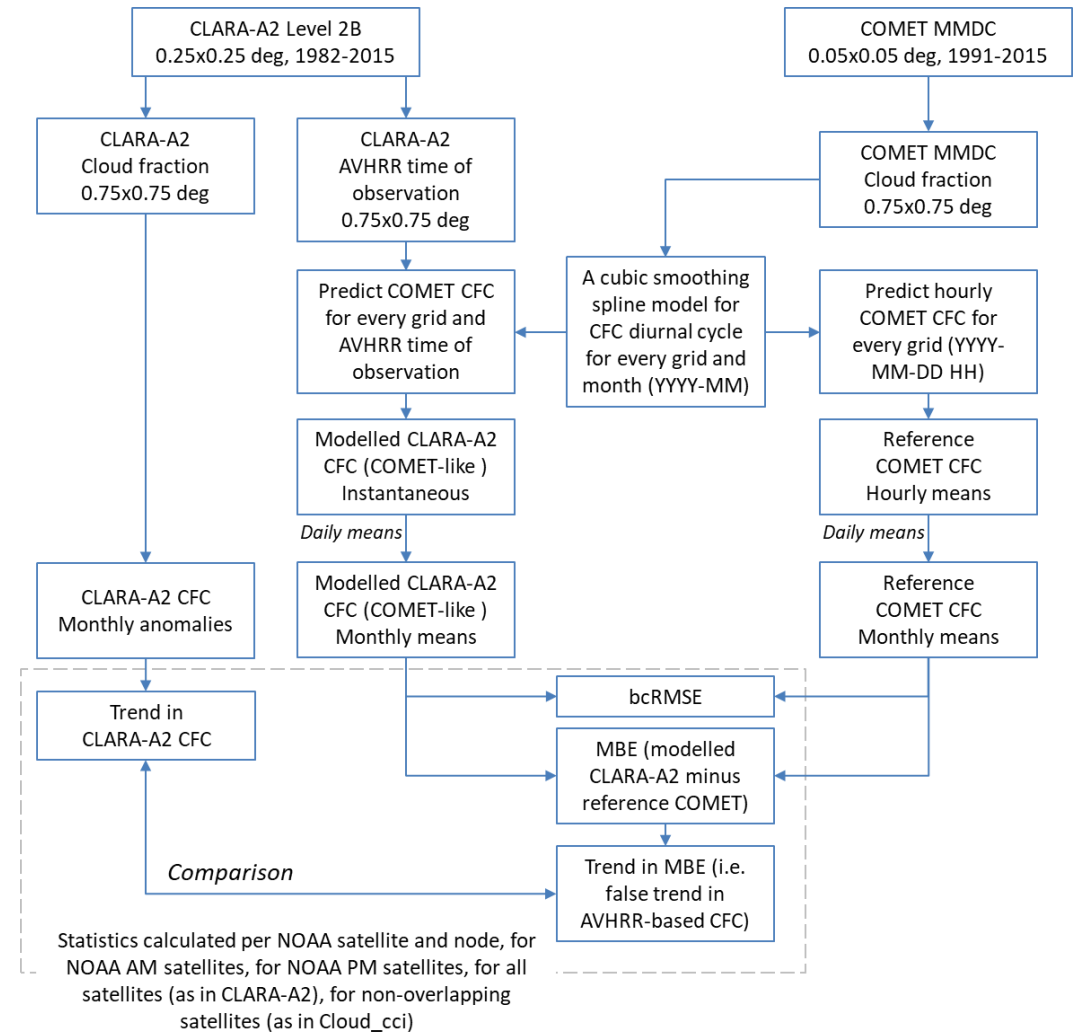 CLARA-A2 Level 2B
0.25x0.25 deg, 1982-2015
COMET MMDC
0.05x0.05 deg, 1991-2015
CLARA-A2
Cloud fraction
0.75x0.75 deg
CLARA-A2
AVHRR time of
observation
0.75x0.75 deg
COMET MMDC
Cloud fraction
0.75x0.75 deg
Predict COMET CFC
for every grid and
AVHRR time of
observation
A cubic smoothing
spline model for
CFC diurnal cycle
for every grid and
month (YYYY-MM)
Predict hourly
COMET CFC for
every grid (YYYY-
MM-DD HH)
Modelled CLARA-A2
CFC (COMET-like )
Instantaneous
Reference
COMET CFC
Hourly means
Daily means
Daily means
CLARA-A2 CFC
Monthly anomalies
Modelled CLARA-A2
CFC (COMET-like )
Monthly means
Reference
COMET CFC
Monthly means
Trend in
CLARA-A2 CFC
bcRMSE
MBE (modelled
CLARA-A2 minus
reference COMET)
Comparison
Trend in MBE (i.e.
false trend in
AVHRR-based CFC)
Statistics calculated per NOAA satellite and node, for
NOAA AM satellites, for NOAA PM satellites, for all
satellites (as in CLARA-A2), for non-overlapping
satellites (as in Cloud_cci)